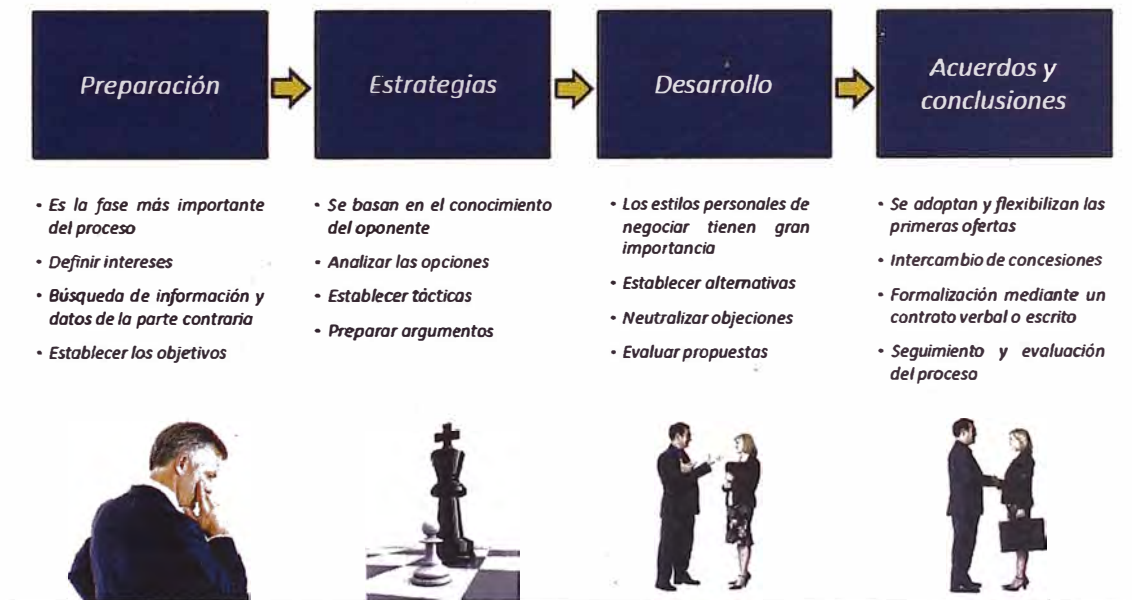 Preparación
Estrategias
Desarrollo
Acuerdos y
conclusiones
• Es la fase más importante
del proceso
• Definir intereses
• Búsqueda de información y
datos de la parte contraria
• Establecer los objetivos
• Se basan en el conocimiento
del oponente
• Analizar las opciones
• Establecer tácticas
• Preparar argumentos
• Los estilos personales de
negociar tienen gran
importancia
• Establecer alternativas
• Neutralizar objeciones
• Evaluar propuestas
• Se adaptan y flexibilizan las
primeras ofertas
• Intercambio de concesiones
• Formalización mediante un
contrato verbal o escrito
• Seguimiento y evaluación
del proceso